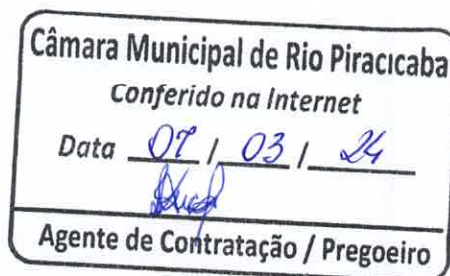 Câmara Municipal de Rio Piracicaba
Conferido na Internet
Data 07 / 03 / 24
Agente de Contratação / Pregoeiro